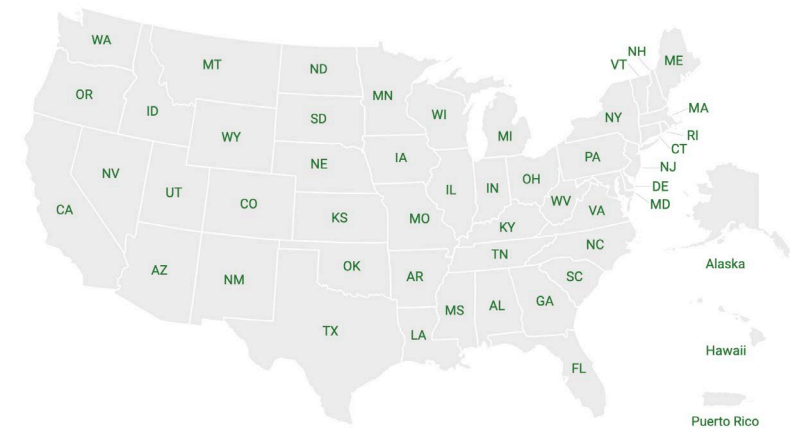 WA
MT
ND
MN
OR
ID
WY
SD
WI
MI
NH
VT
ME
NY
MA
RI
CT
NV
UT
CO
NE
IA
IL
IN
OH
PA
NJ
DE
MD
CA
KS
MO
KY
WV
VA
AZ
NM
OK
AR
TN
NC
SC
TX
LA
MS
AL
GA
FL
Alaska
Hawaii
Puerto Rico